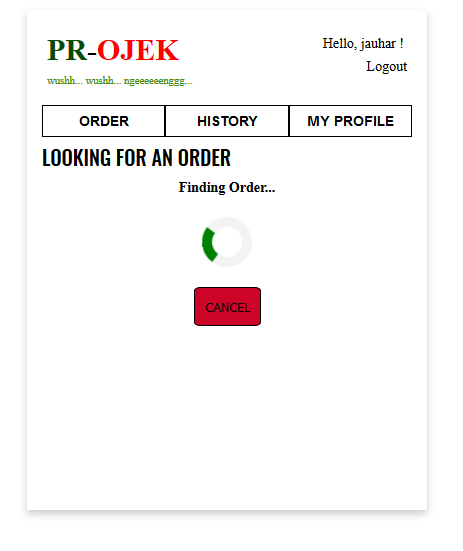 PR-OJEK
Hello, jauhar !
wushh... wushh... ngeeeeeenggg...
Logout
ORDER HISTORY MY PROFILE
LOOKING FOR AN ORDER
Finding Order...
CANCEL